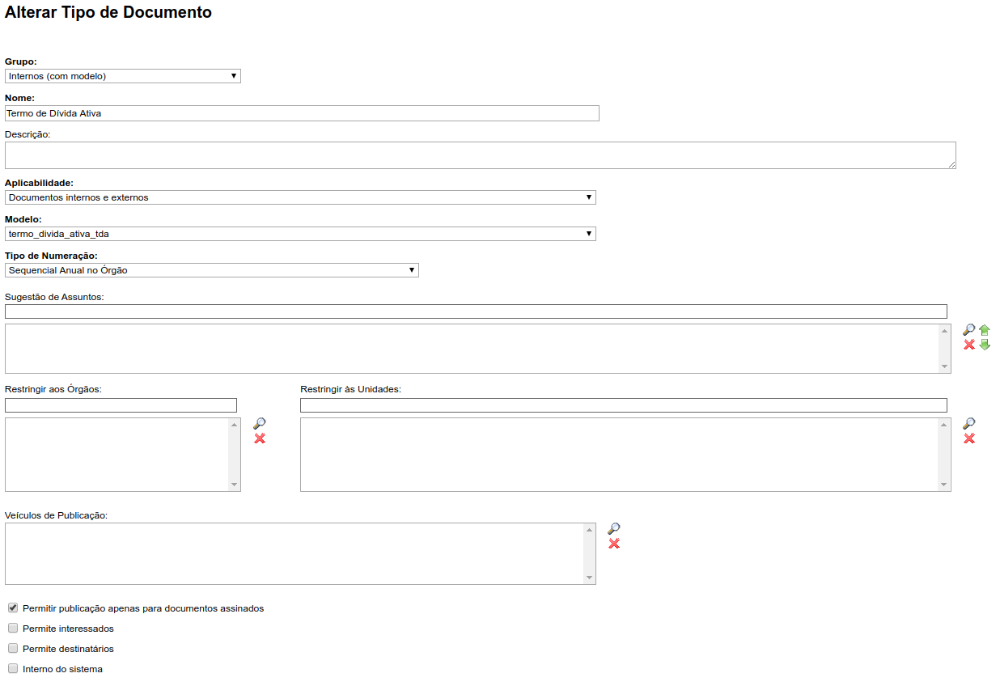 Alterar Tipo de Documento
Grupo:
Internos (com modelo)
Nome:
Termo de Dívida Ativa
Descrição:
Aplicabilidade:
Documentos internos e externos
Modelo:
termo_divida_ativa_tda
Tipo de Numeração:
Sequencial Anual no Órgão
Sugestão de Assuntos:
Restringir aos Órgãos:
Restringir às Unidades:
Veículos de Publicação:
Permitir publicação apenas para documentos assinados
Permite interessados
Permite destinatários
Interno do sistema